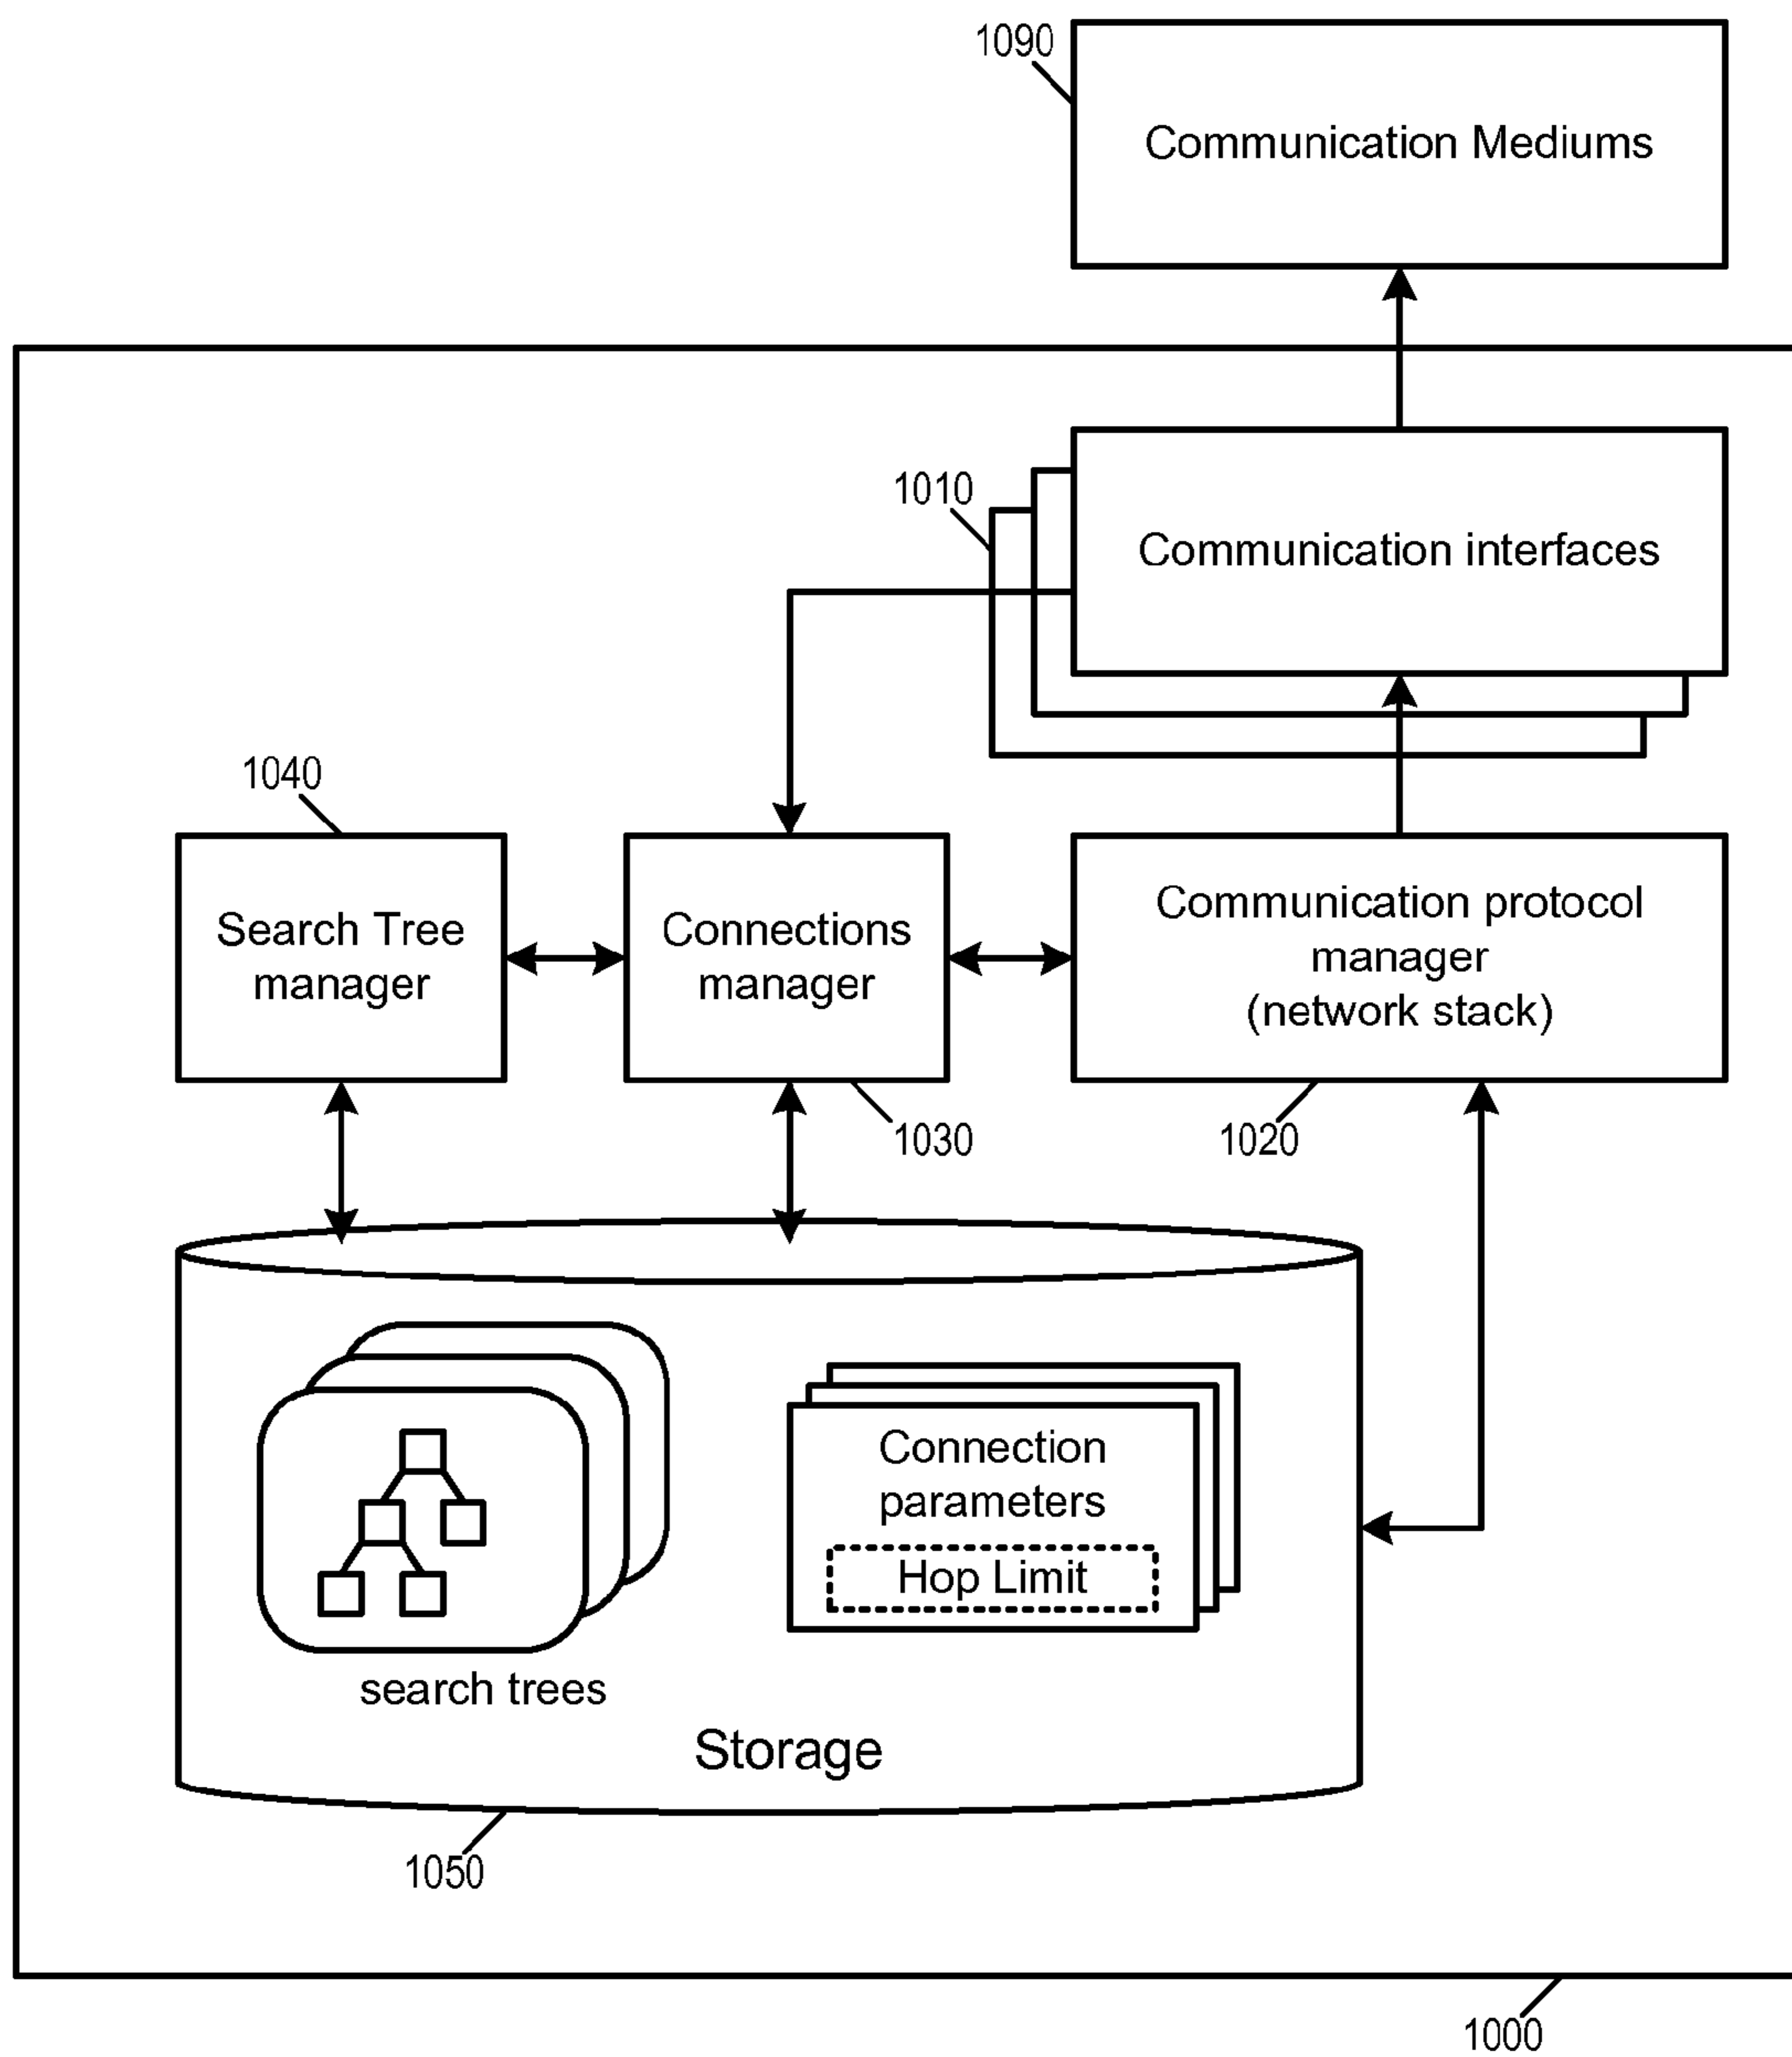 1090
Communication Mediums
1010
Communication interfaces
1040
Search Tree
manager
Connections
manager
Communication protocol
manager
(network stack)
1030
1020
Connection
parameters
Hop Limit
search trees
Storage
1050
1000